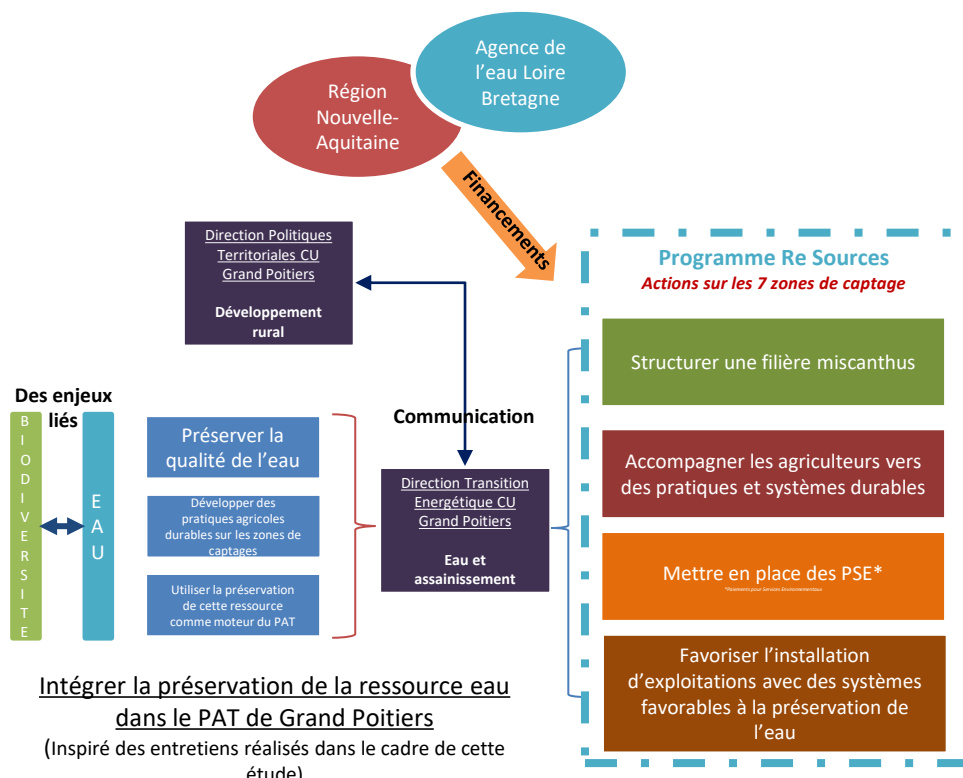 Agence de
l'eau Loire
Bretagne
Région
Nouvelle-
Aquitaine
Financements
Direction Politiques
Territoriales CU
Grand Poitiers
Développement
rural
Programme Re Sources
Actions sur les 7 zones de captage
Structurer une filière miscanthus
Accompagner les agriculteurs vers
des pratiques et systèmes durables
Mettre en place des PSE*
*Paiements pour Services Environnementaux
Favoriser l'installation
d'exploitations avec des systèmes
favorables à la préservation de
l'eau
Des enjeux
liés
BIODIVERSITE
EAU
Préserver la
qualité de l'eau
Développer des
pratiques agricoles
durables sur les zones de
captages
Utiliser la préservation
de cette ressource
comme moteur du PAT
Communication
Direction Transition
Energétique CU
Grand Poitiers
Eau et
assainissement
Intégrer la préservation de la ressource eau
dans le PAT de Grand Poitiers
(Inspiré des entretiens réalisés dans le cadre de cette
étude)